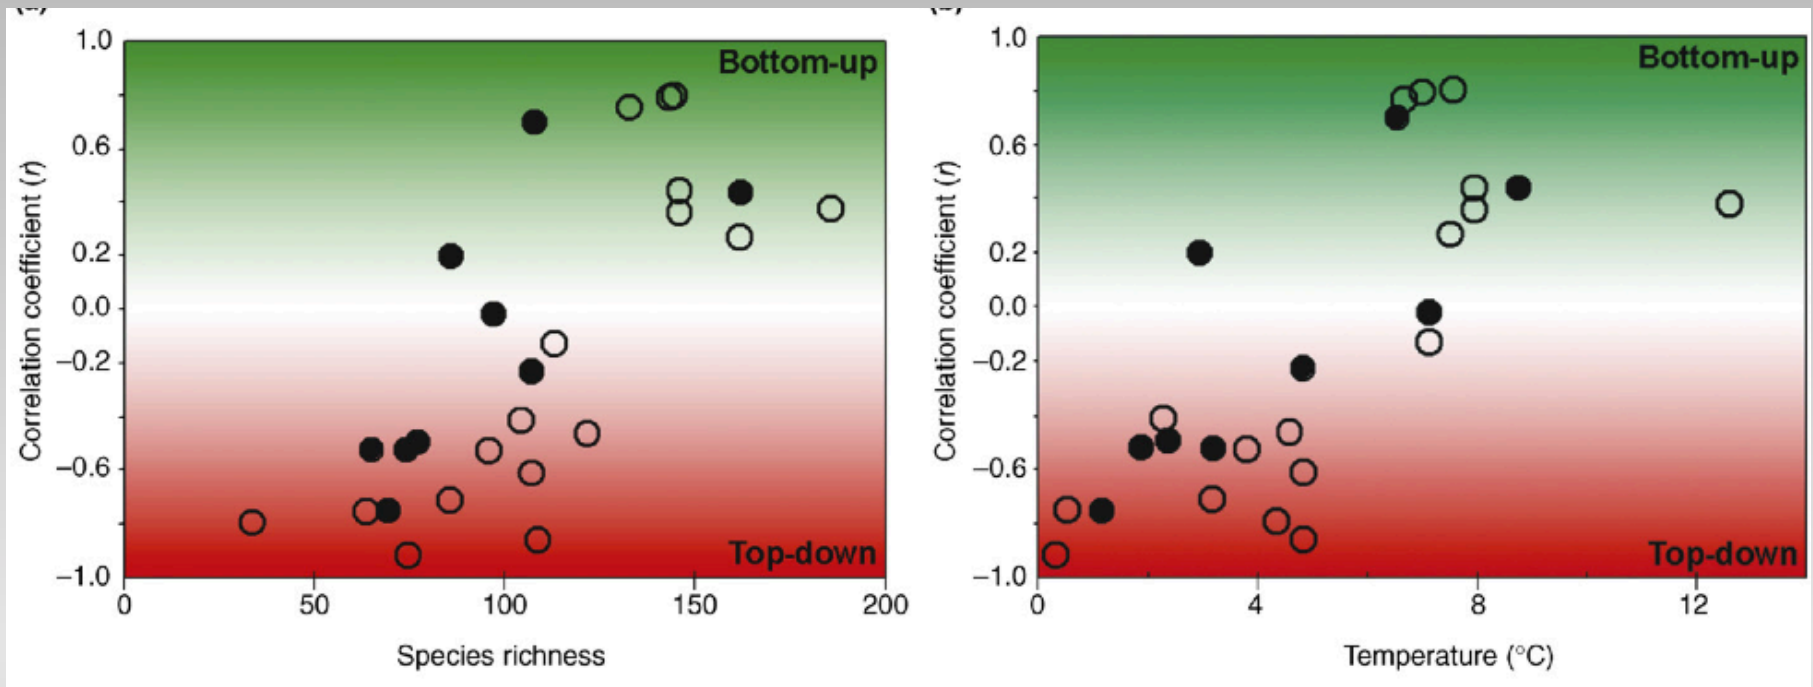 (a)
1.0
Bottom-up
0.6
0.2
0.0
−0.2
−0.6
Top-down
−1.0
0 50 100 150 200
Correlation coefficient (r)
Species richness
(b)
1.0
Bottom-up
0.6
0.2
0.0
−0.2
−0.6
Top-down
−1.0
0 4 8 12
Correlation coefficient (r)
Temperature (°C)